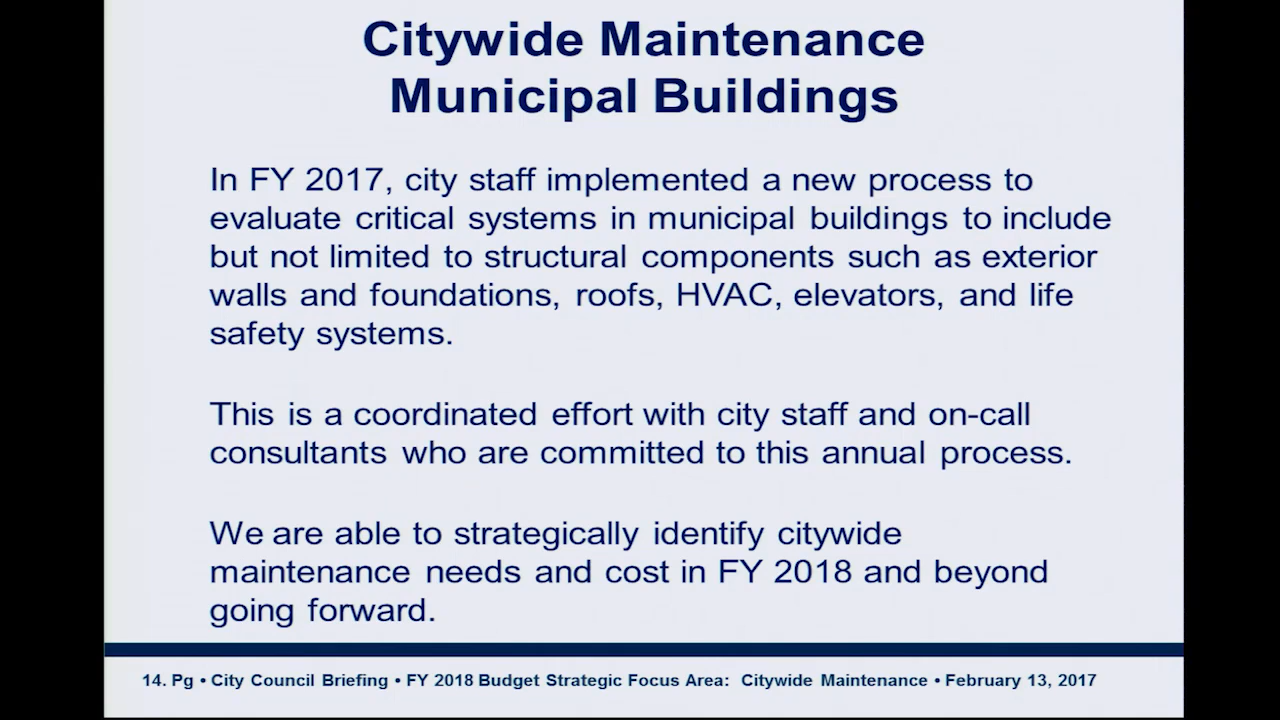 Citywide Maintenance
Municipal Buildings
In FY 2017, city staff implemented a new process to
evaluate critical systems in municipal buildings to include
but not limited to structural components such as exterior
walls and foundations, roofs, HVAC, elevators, and life
safety systems.
This is a coordinated effort with city staff and on-call
consultants who are committed to this annual process.
We are able to strategically identify citywide
maintenance needs and cost in FY 2018 and beyond
going forward.
14. Pg • City Council Briefing • FY 2018 Budget Strategic Focus Area: Citywide Maintenance • February 13, 2017